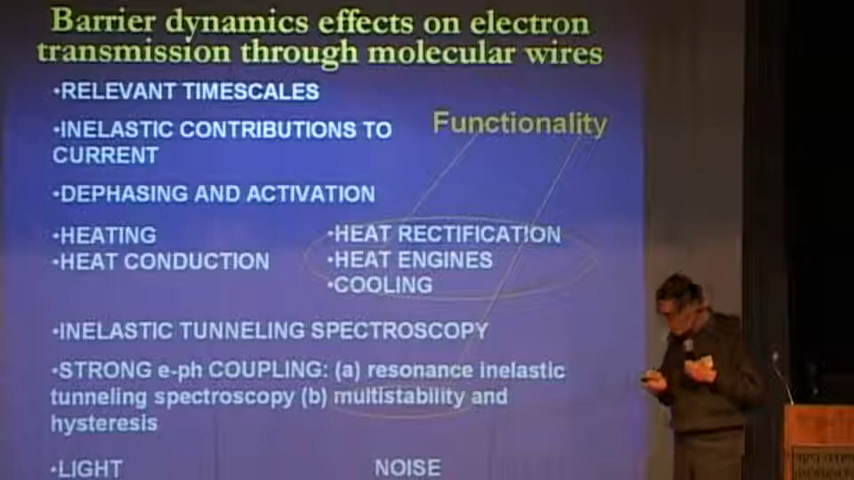 Barrier dynamics effects on electron
transmission through molecular wires
•RELEVANT TIMESCALES
•INELASTIC CONTRIBUTIONS TO
CURRENT
Functionality
•DEPHASING AND ACTIVATION
•HEATING
•HEAT CONDUCTION
•HEAT RECTIFICATION
•HEAT ENGINES
•COOLING
•INELASTIC TUNNELING SPECTROSCOPY
•STRONG e-ph COUPLING: (a) resonance inelastic
tunneling spectroscopy (b) multistability and
hysteresis
•LIGHT
NOISE